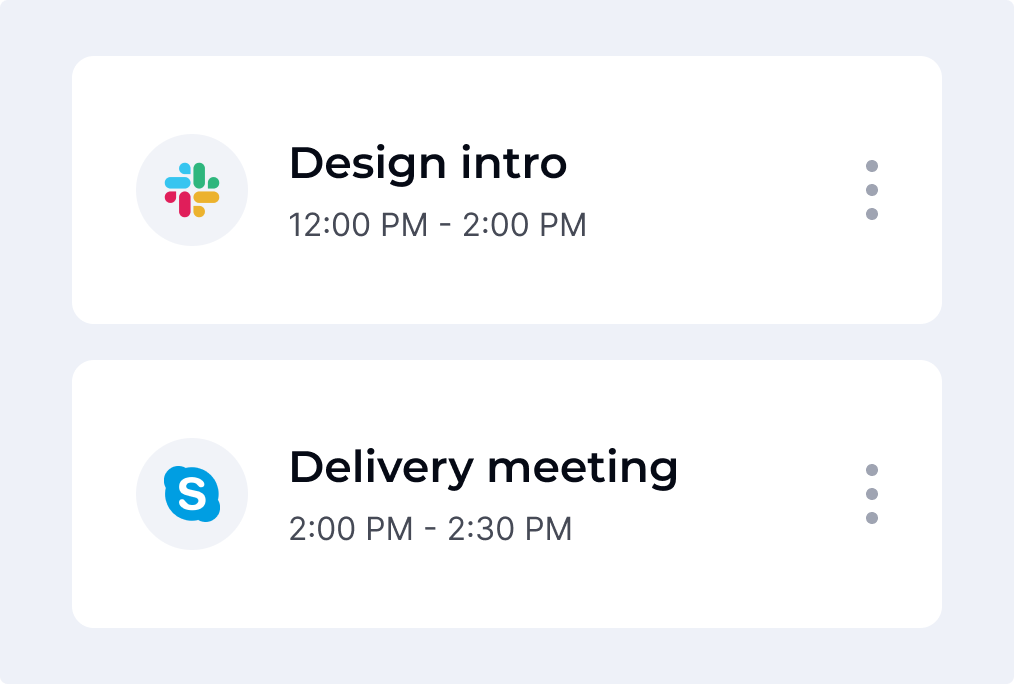 Design intro
12:00 PM - 2:00 PM
S
Delivery meeting
2:00 PM - 2:30 PM